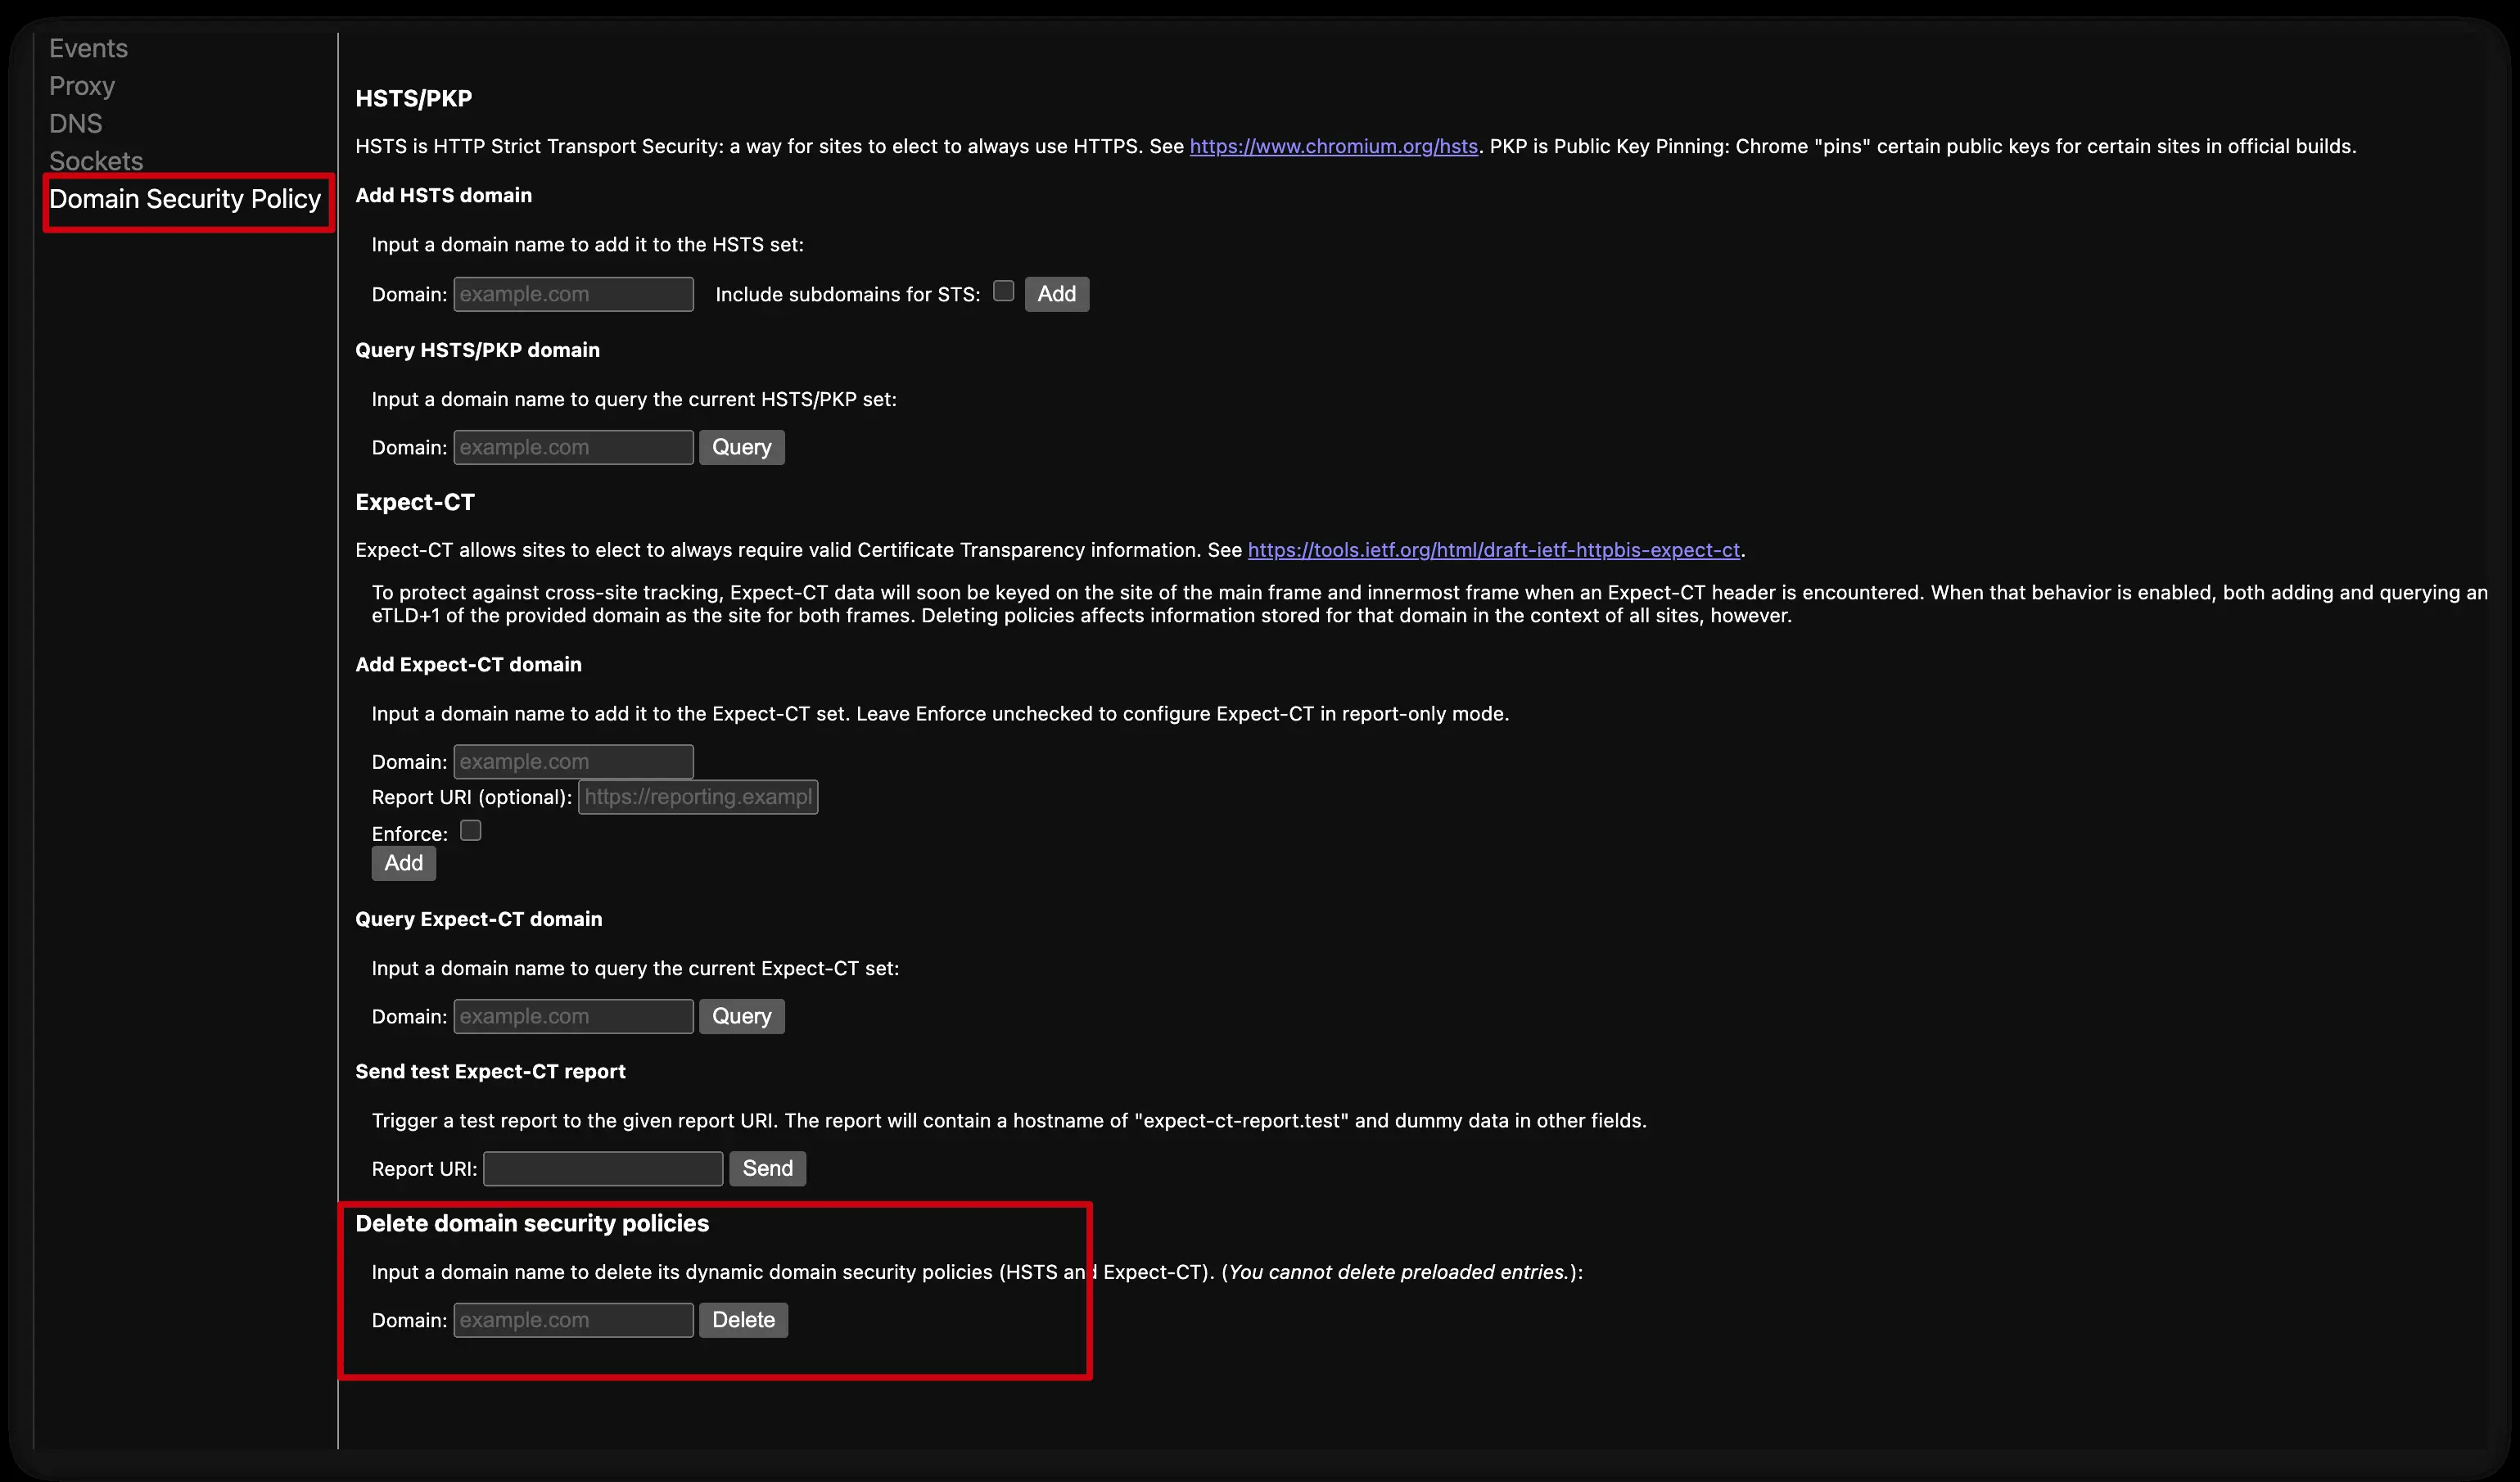 Events
Proxy
DNS
Sockets
Domain Security Policy
HSTS/PKP
HSTS is HTTP Strict Transport Security: a way for sites to elect to always use HTTPS. See https://www.chromium.org/hsts. PKP is Public Key Pinning: Chrome "pins" certain public keys for certain sites in official builds.
Add HSTS domain
Input a domain name to add it to the HSTS set:
Domain: example.com Include subdomains for STS: Add
Query HSTS/PKP domain
Input a domain name to query the current HSTS/PKP set:
Domain: example.com Query
Expect-CT
Expect-CT allows sites to elect to always require valid Certificate Transparency information. See https://tools.ietf.org/html/draft-ietf-httpbis-expect-ct.
To protect against cross-site tracking, Expect-CT data will soon be keyed on the site of the main frame and innermost frame when an Expect-CT header is encountered. When that behavior is enabled, both adding and querying an
eTLD+1 of the provided domain as the site for both frames. Deleting policies affects information stored for that domain in the context of all sites, however.
Add Expect-CT domain
Input a domain name to add it to the Expect-CT set. Leave Enforce unchecked to configure Expect-CT in report-only mode.
Domain: example.com
Report URI (optional): https://reporting.exampl
Enforce:
Add
Query Expect-CT domain
Input a domain name to query the current Expect-CT set:
Domain: example.com Query
Send test Expect-CT report
Trigger a test report to the given report URI. The report will contain a hostname of "expect-ct-report.test" and dummy data in other fields.
Report URI: Send
Delete domain security policies
Input a domain name to delete its dynamic domain security policies (HSTS and Expect-CT). (You cannot delete preloaded entries.):
Domain: example.com Delete